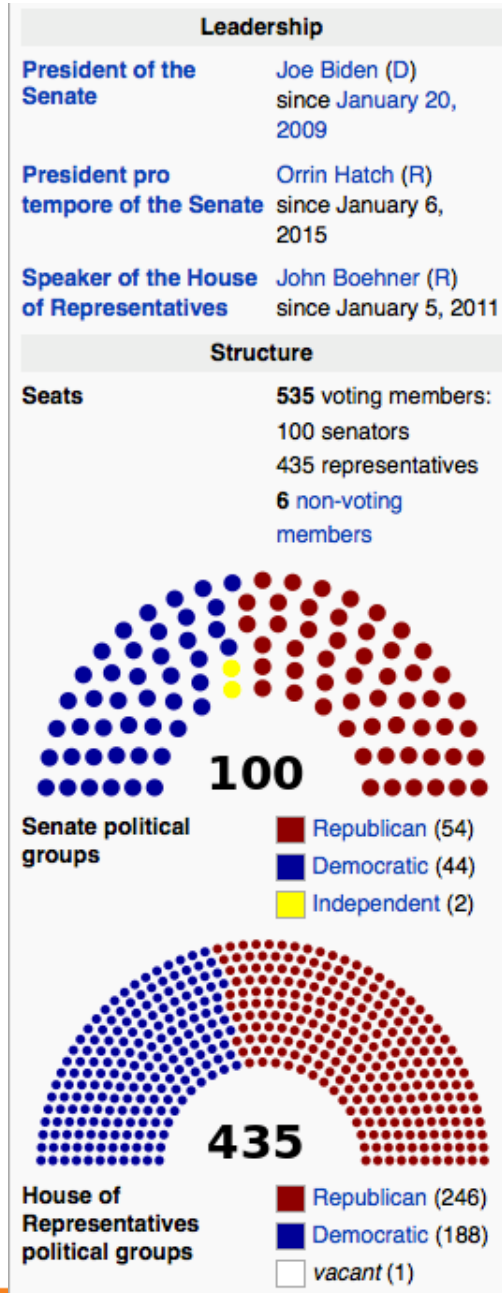 Leadership
President of the Senate
Joe Biden (D)
since January 20,
2009
President pro
tempore of the Senate
Orrin Hatch (R)
since January 6,
2015
Speaker of the House
of Representatives
John Boehner (R)
since January 5, 2011
Structure
Seats
535 voting members:
100 senators
435 representatives
6 non-voting
members
100
Senate political
groups
Republican (54)
Democratic (44)
Independent (2)
435
House of
Representatives
political groups
Republican (246)
Democratic (188)
vacant (1)